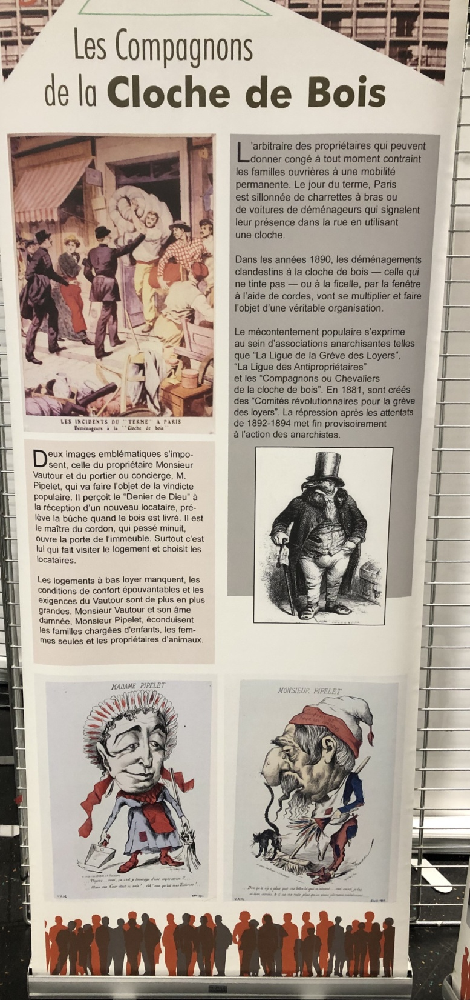 Les Compagnons
de la Cloche de Bois
L'arbitraire des propriétaires qui peuvent
donner congé à tout moment contraint
les familles ouvrières à une mobilité
permanente. Le jour du terme, Paris
est sillonnée de charrettes à bras ou
de voitures de déménageurs qui signalent
leur présence dans la rue en utilisant
une cloche.
Dans les années 1890, les déménagements
clandestins à la cloche de bois — celle qui
ne tinte pas — ou à la ficelle, par la fenêtre
à l'aide de cordes, vont se multiplier et faire
l'objet d'une véritable organisation.
Le mécontentement populaire s'exprime
au sein d'associations anarchisantes telles
que “La Ligue de la Grève des Loyers”,
“La Ligue des Antipropriétaires”
et les “Compagnons ou Chevaliers
de la cloche de bois”. En 1881, sont créés
des “Comités révolutionnaires pour la grève
des loyers”. La répression après les attentats
de 1892-1894 met fin provisoirement
à l'action des anarchistes.
LES INCIDENTS DU "TERME" A PARIS
Déménageurs à la "Cloche de bois"
Deux images emblématiques s'impo-
sent, celle du propriétaire Monsieur
Vautour et du portier ou concierge, M.
Pipelet, qui va faire l'objet de la vindicte
populaire. Il perçoit le “Denier de Dieu” à
la réception d'un nouveau locataire, pré-
lève la bûche quand le bois est livré. Il est
le maître du cordon, qui passé minuit,
ouvre la porte de l'immeuble. Surtout c'est
lui qui fait visiter le logement et choisit les
locataires.
Les logements à bas loyer manquent, les
conditions de confort épouvantables et les
exigences du Vautour sont de plus en plus
grandes. Monsieur Vautour et son âme
damnée, Monsieur Pipelet, éconduisent
les familles chargées d'enfants, les fem-
mes seules et les propriétaires d'animaux.
MADAME PIPELET
MONSIEUR PIPELET